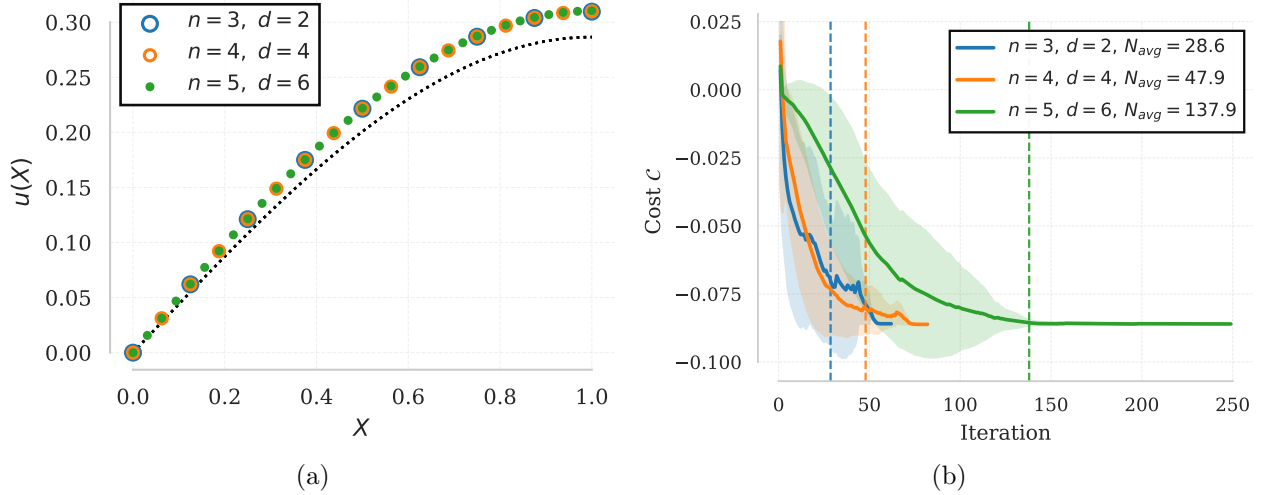 n = 3, d = 2
n = 4, d = 4
n = 5, d = 6
0.30
0.25
0.20
0.15
0.10
0.05
0.00
u(X)
0.0 0.2 0.4 0.6 0.8 1.0
X
(a)
n = 3, d = 2, N_avg = 28.6
n = 4, d = 4, N_avg = 47.9
n = 5, d = 6, N_avg = 137.9
0.025
0.000
−0.025
−0.050
−0.075
−0.100
Cost 𝒞
0 50 100 150 200 250
Iteration
(b)